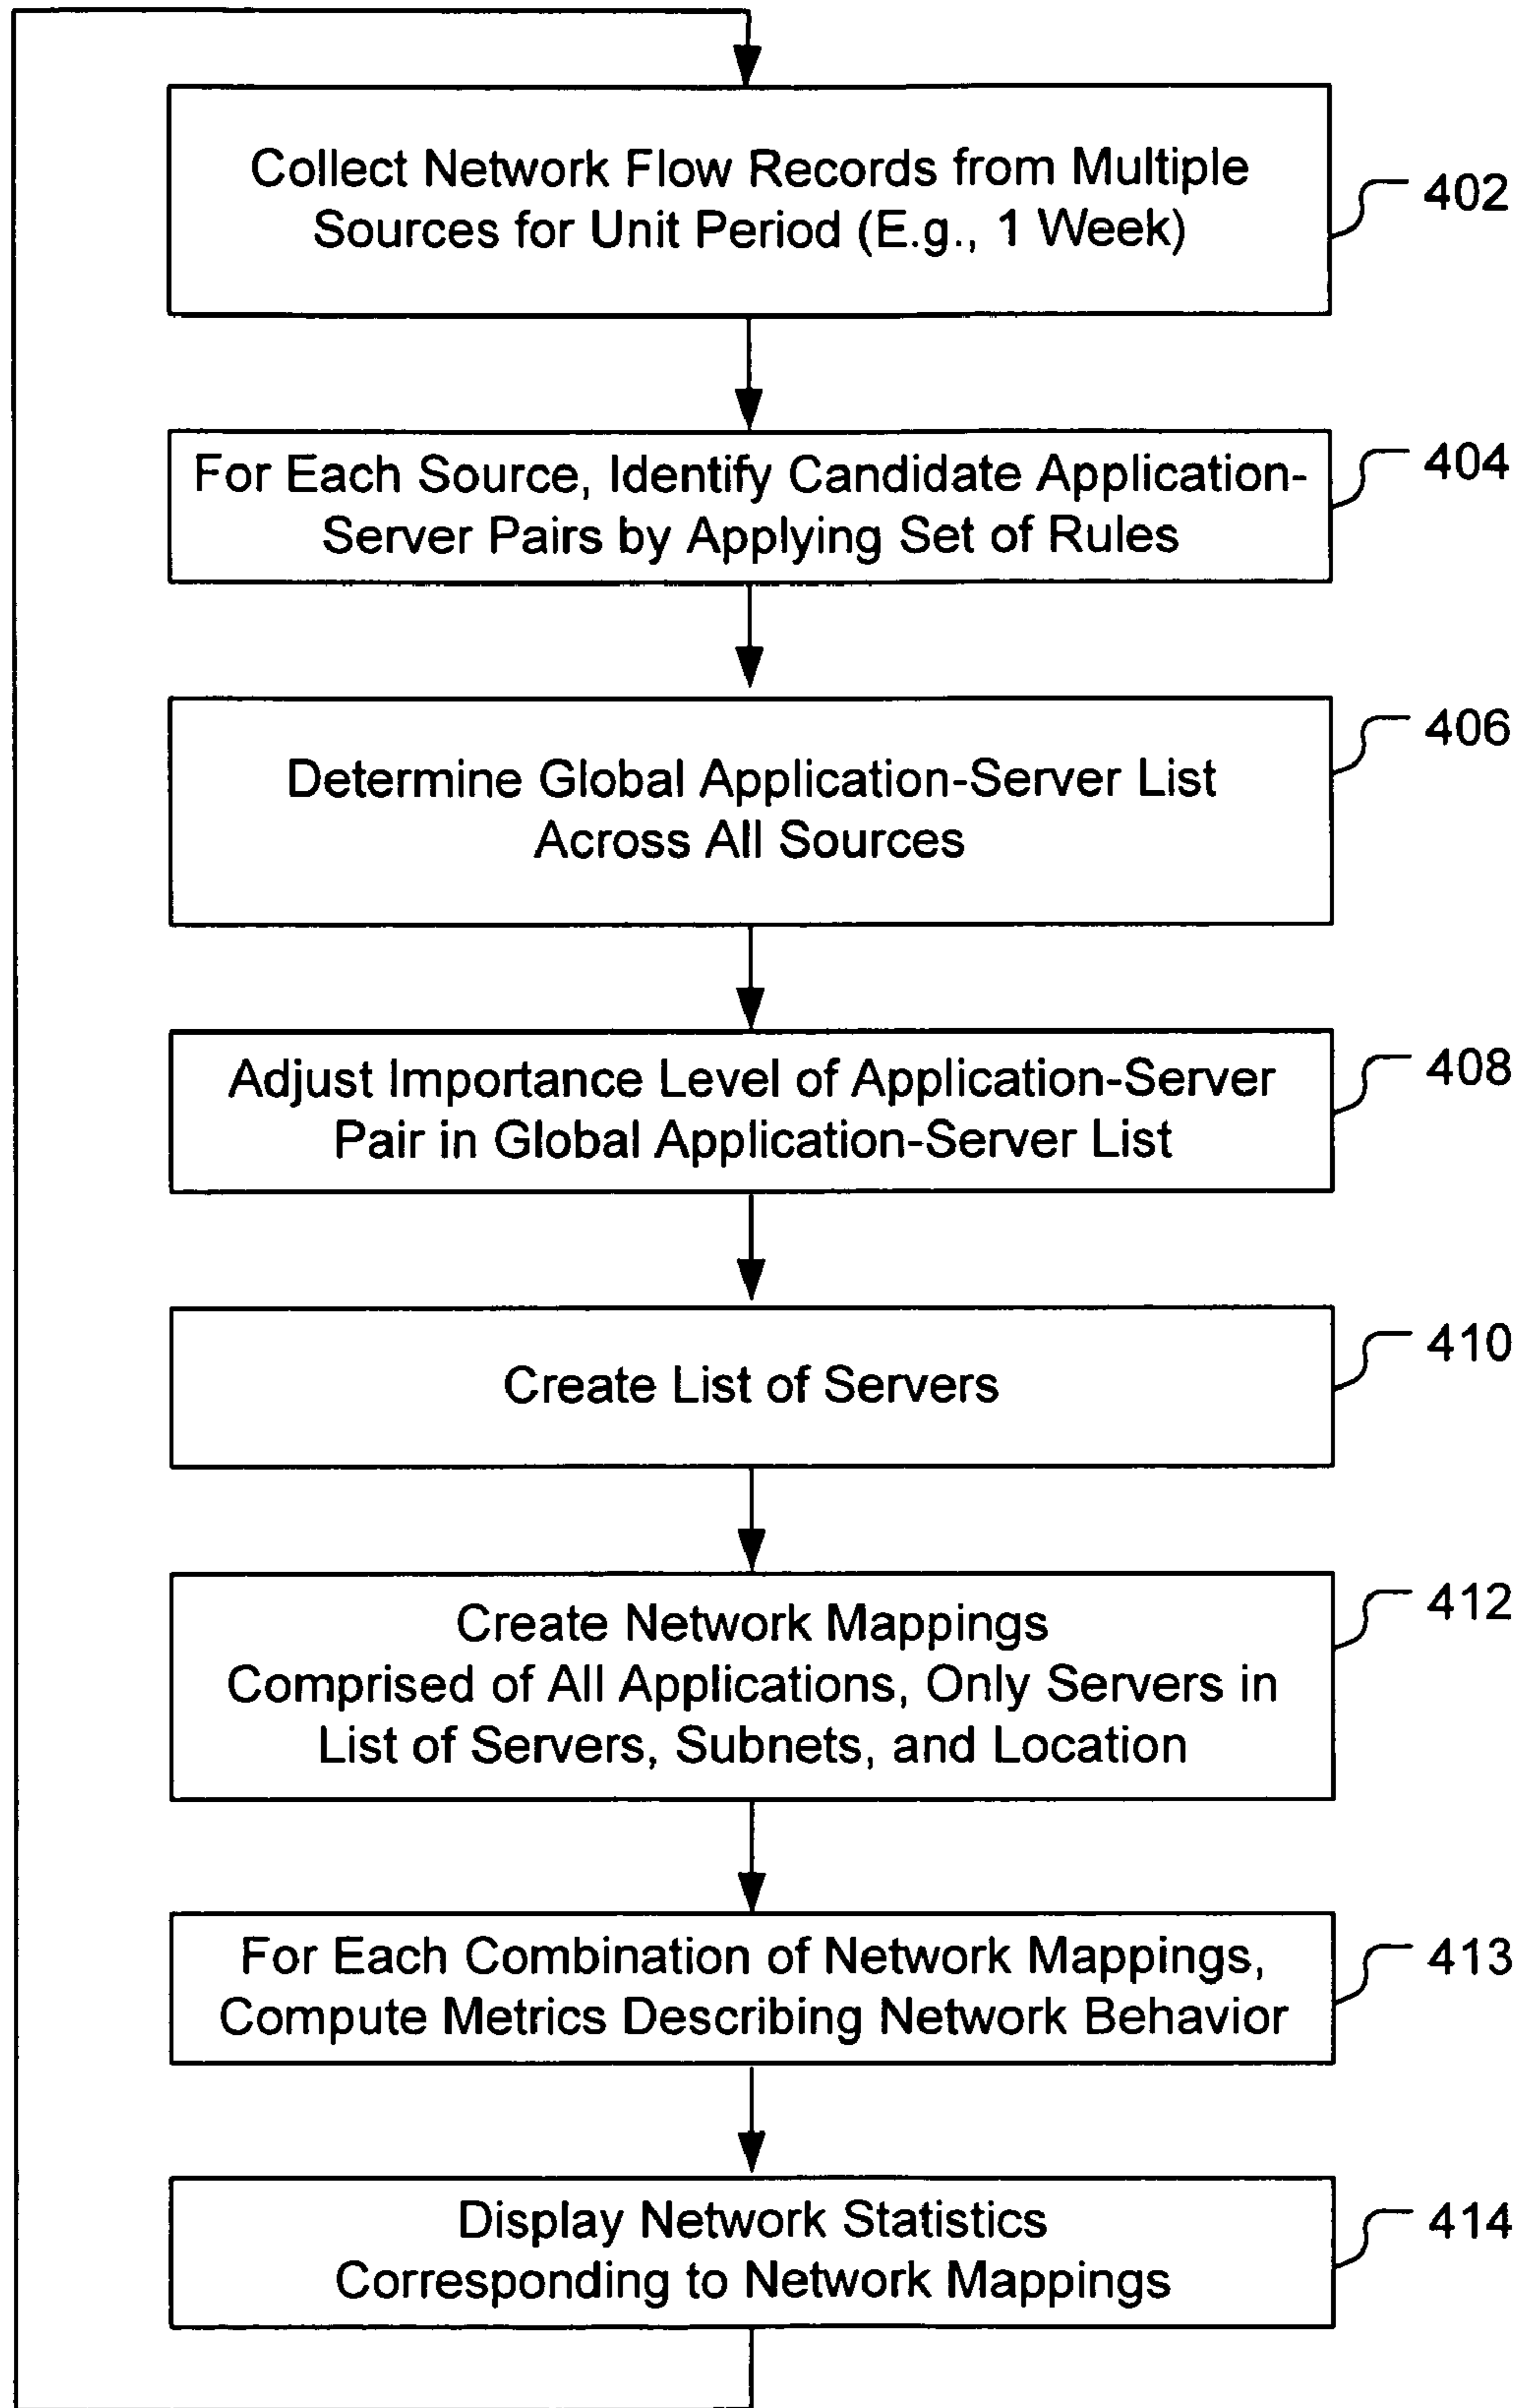 Collect Network Flow Records from Multiple
Sources for Unit Period (E.g., 1 Week)
402
For Each Source, Identify Candidate Application-
Server Pairs by Applying Set of Rules
404
Determine Global Application-Server List
Across All Sources
406
Adjust Importance Level of Application-Server
Pair in Global Application-Server List
408
Create List of Servers
410
Create Network Mappings
Comprised of All Applications, Only Servers in
List of Servers, Subnets, and Location
412
For Each Combination of Network Mappings,
Compute Metrics Describing Network Behavior
413
Display Network Statistics
Corresponding to Network Mappings
414